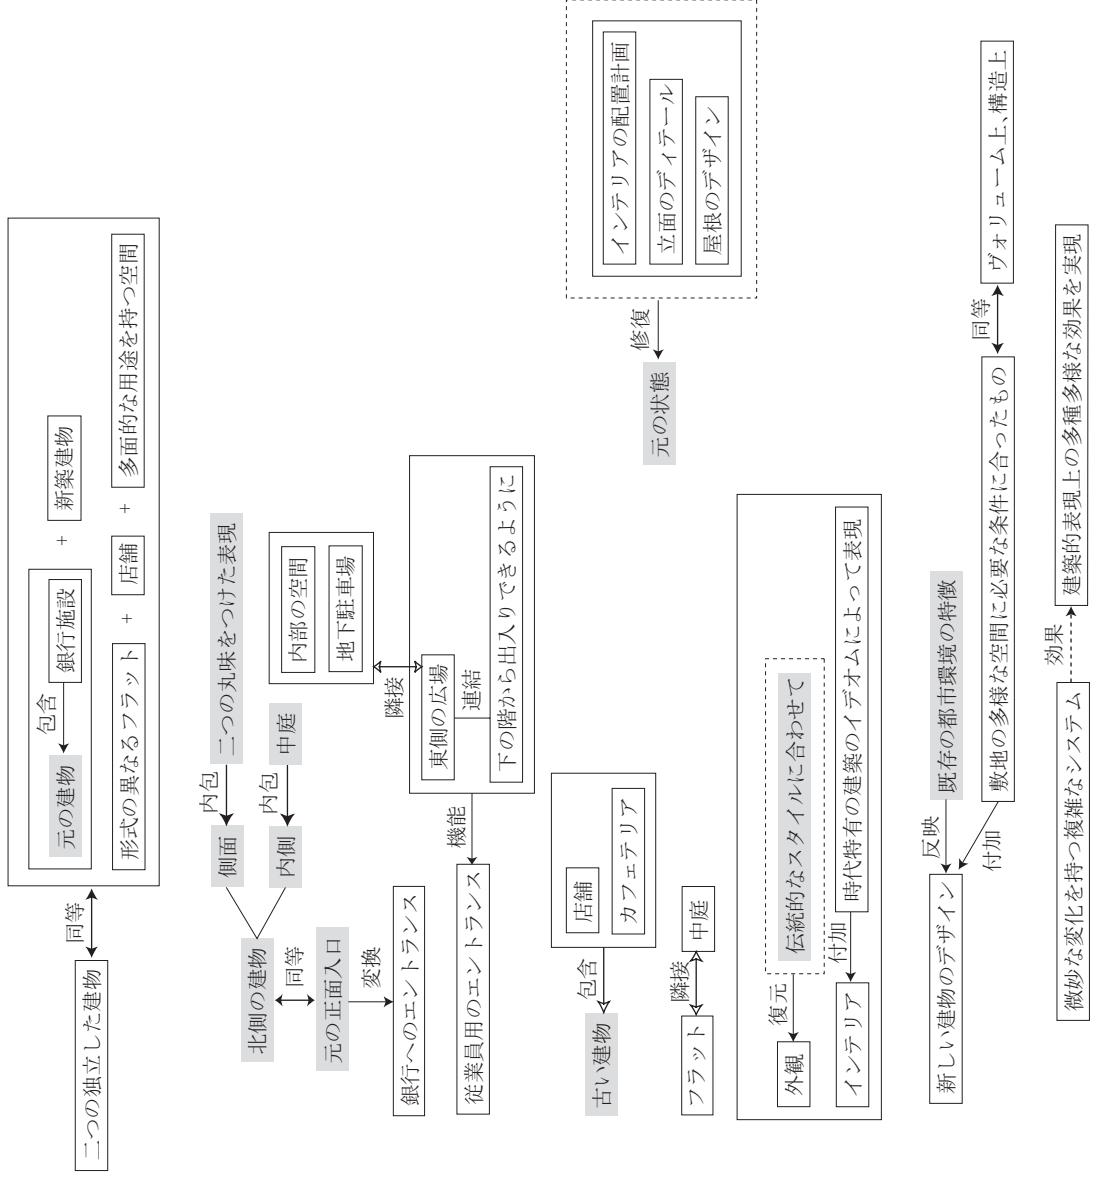 二つの独立した建物
同等
元の建物
包含
銀行施設
+
新築建物
形式の異なるフラット
+
店舗
+
多面的な用途を持つ空間
北側の建物
側面
内包
二つの丸味をつけた表現
内側
内包
中庭
同等
元の正面入口
変換
銀行へのエントランス
従業員用のエントランス
機能
東側の広場
連結
下の階から出入りできるように
隣接
内部の空間
地下駐車場
古い建物
包含
店舗
カフェテリア
フラット
隣接
中庭
元の状態
修復
インテリアの配置計画
立面のディテール
屋根のデザイン
外観
復元
伝統的なスタイルに合わせて
インテリア
付加
時代特有の建築のイデオムによって表現
新しい建物のデザイン
反映
既存の都市環境の特徴
付加
敷地の多様な空間に必要な条件に合ったもの
同等
ヴォリューム上、構造上
微妙な変化を持つ複雑なシステム
効果
建築的表現上の多種多様な効果を実現